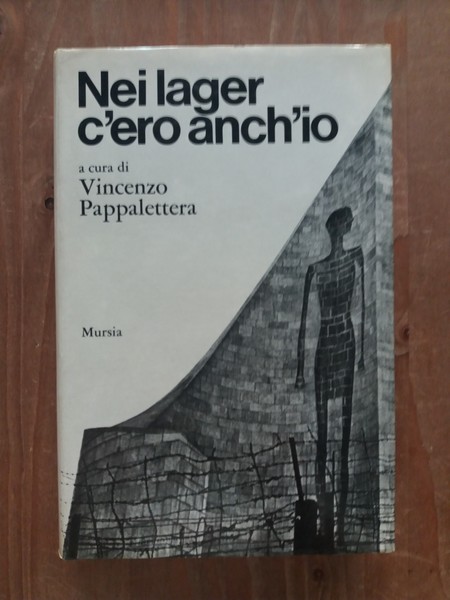 Nei lager
c'ero anch'io
a cura di
Vincenzo
Pappalettera
Mursia